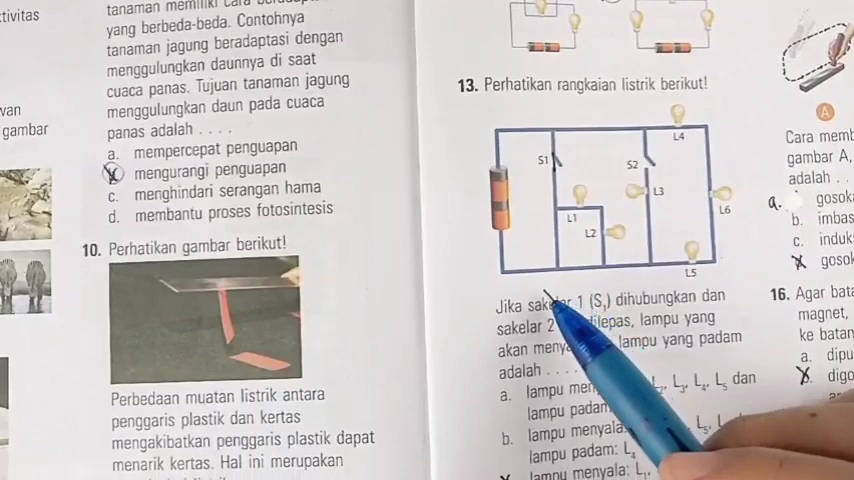 tivitas
wan
gambar
tanaman memiliki cara
yang berbeda-beda. Contohnya
tanaman jagung beradaptasi dengan
menggulungkan daunnya di saat
cuaca panas. Tujuan tanaman jagung
menggulungkan daun pada cuaca
panas adalah . . . .
a. mempercepat penguapan
mengurangi penguapan
c. menghindari serangan hama
d. membantu proses fotosintesis
10. Perhatikan gambar berikut!
Perbedaan muatan listrik antara
penggaris plastik dan kertas
mengakibatkan penggaris plastik dapat
menarik kertas. Hal ini merupakan
13. Perhatikan rangkaian listrik berikut!
L4
S1
S2
L3
L6
L1
L2
L5
Jika sakelar 1 (S₁) dihubungkan dan
sakelar 2 dilepas, lampu yang
akan lampu yang padam
adalah . . .
a. lampu L₃, L₄, L₅ dan
lampu padam
b. lampu menyala L₅,
lampu padam: L₄
lampu menyala: L₁,
A
Cara memb
gambar A,
adalah . .
a. gosok
b. imbas
c. induk
gosok
16. Agar bata
magnet,
ke batan
a. dipu
digo